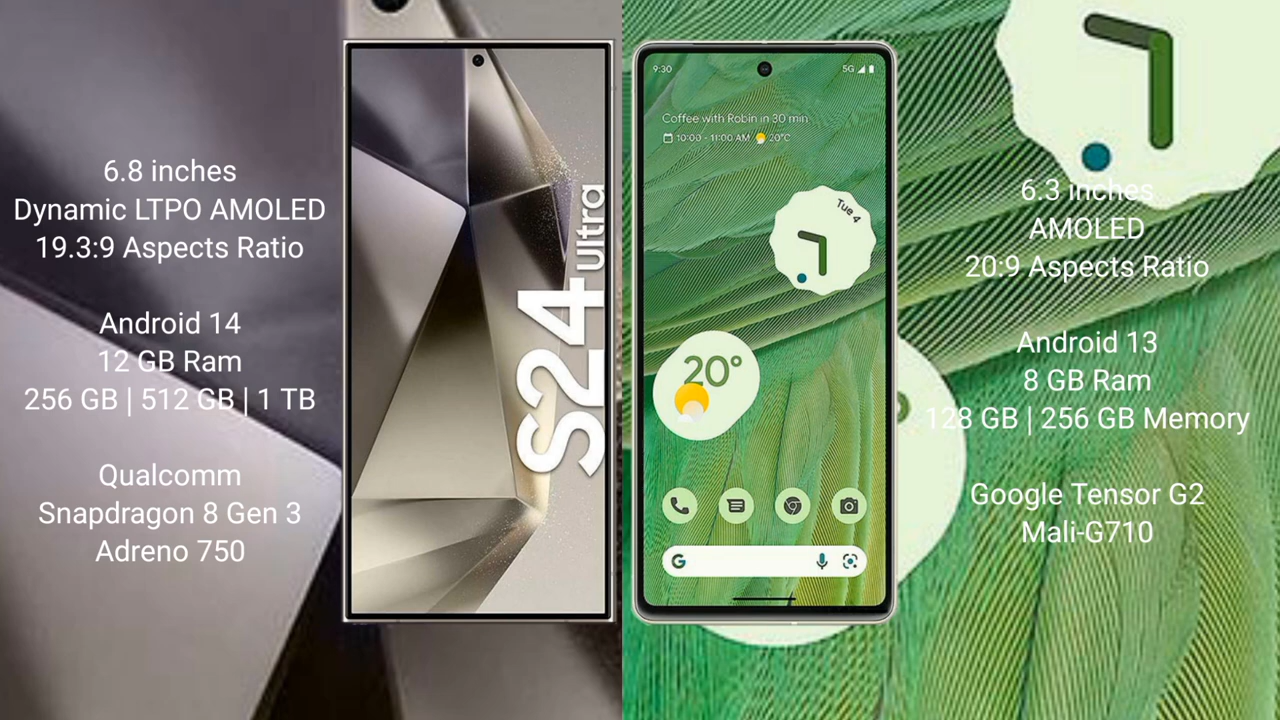 6.8 inches
Dynamic LTPO AMOLED
19.3:9 Aspects Ratio
Android 14
12 GB Ram
256 GB | 512 GB | 1 TB
Qualcomm
Snapdragon 8 Gen 3
Adreno 750
S24 Ultra
9:30
5G
Coffee with Robin in 30 min
10:00 - 11:00 AM 20°C
Tue 4
20°
G
6.3 inches
AMOLED
20:9 Aspects Ratio
Android 13
8 GB Ram
128 GB | 256 GB Memory
Google Tensor G2
Mali-G710